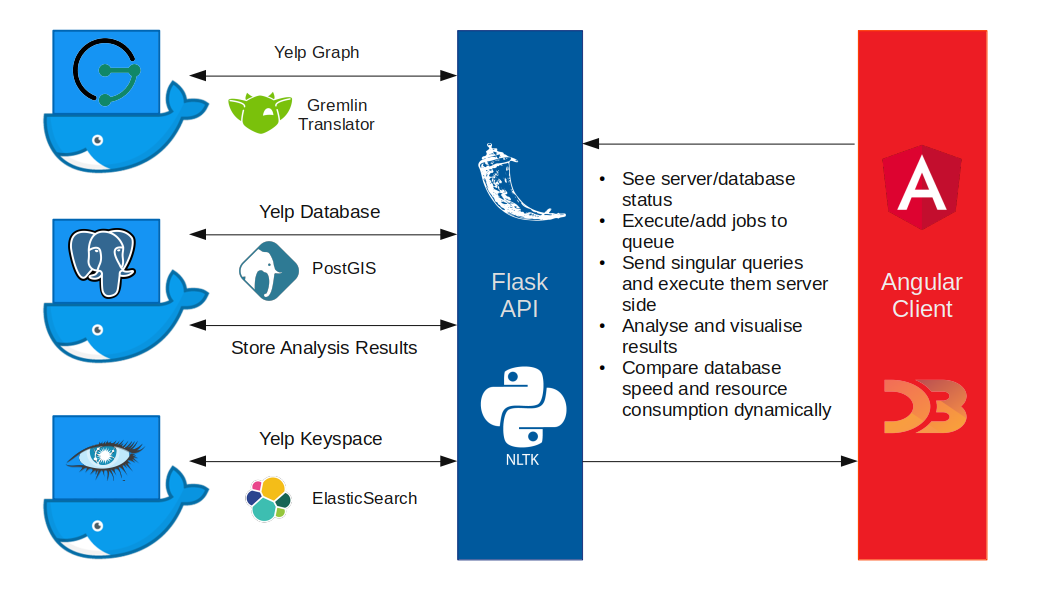 Yelp Graph
Gremlin
Translator
Yelp Database
PostGIS
Store Analysis Results
Yelp Keyspace
ElasticSearch
Flask
API
NLTK
• See server/database
status
• Execute/add jobs to
queue
• Send singular queries
and execute them server
side
• Analyse and visualise
results
• Compare database
speed and resource
consumption dynamically
A
Angular
Client
D3